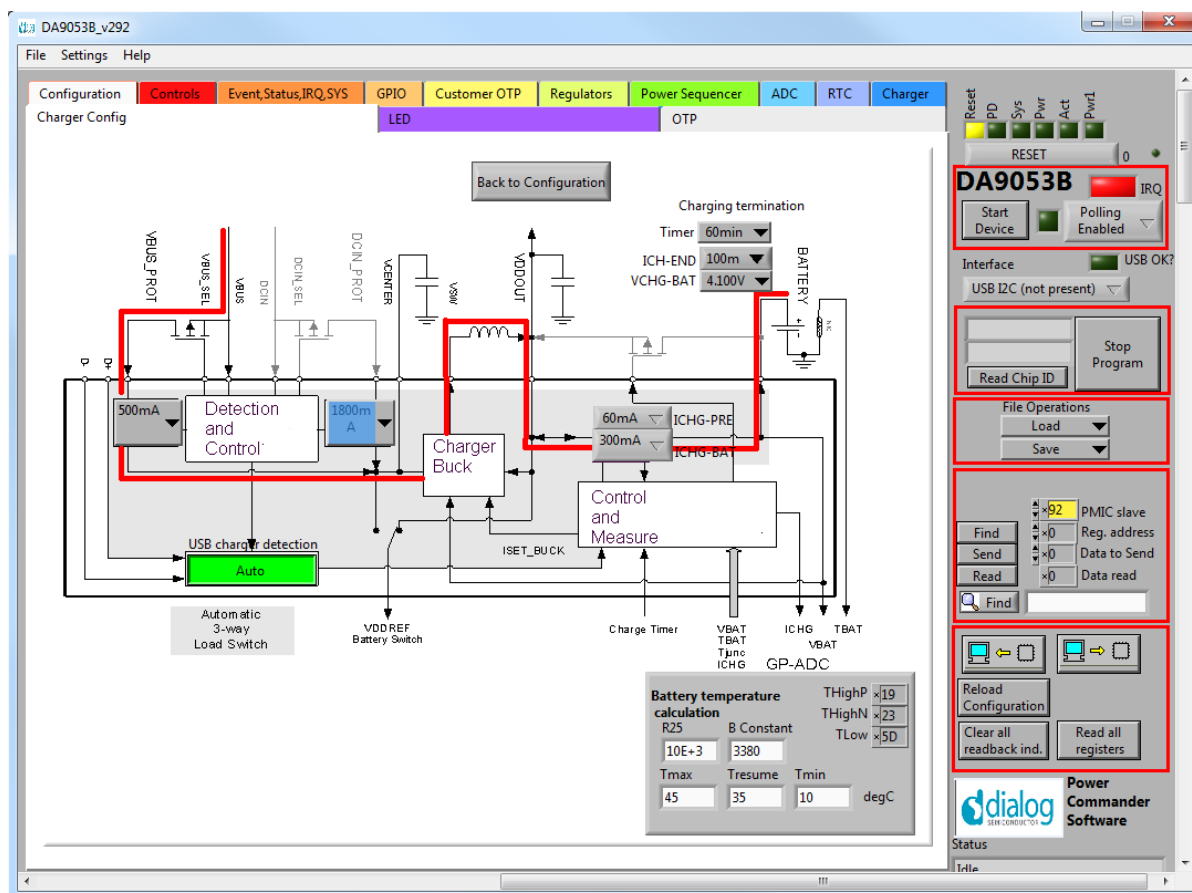 DA9053B_v292
File Settings Help
Configuration Controls Event,Status,IRQ,SYS GPIO Customer OTP Regulators Power Sequencer ADC RTC Charger
Charger Config LED OTP
Back to Configuration
Charging termination
Timer 60min
ICH-END 100m
VCHG-BAT 4.100V
VBUS_PROT
VBUS_SEL
VBUS
DCIN
DCIN_SEL
DCIN_PROT
VCENTER
VSW
VDDOUT
BATTERY
D-
D+
500mA
Detection
and
Control
1800m
A
Charger
Buck
60mA ICHG-PRE
300mA ICHG-BAT
Control
and
Measure
ISET_BUCK
USB charger detection
Auto
Automatic
3-way
Load Switch
VDDREF
Battery Switch
Charge Timer
VBAT
TBAT
Tjunc
ICHG
ICHG
VBAT
TBAT
GP-ADC
Battery temperature
calculation
R25 B Constant
10E+3 3380
THighP ×19
THighN ×23
TLow ×5D
Tmax Tresume Tmin
45 35 10 degC
Reset
PD
Sys
Pwr
Act
Pwr1
RESET 0
DA9053B IRQ
Start
Device
Polling
Enabled
Interface USB OK?
USB I2C (not present)
Read Chip ID
Stop
Program
File Operations
Load
Save
×92 PMIC slave
Find ×0 Reg. address
Send ×0 Data to Send
Read ×0 Data read
Find
Reload
Configuration
Clear all
readback ind.
Read all
registers
dialog
SEMICONDUCTOR
Power
Commander
Software
Status
Idle